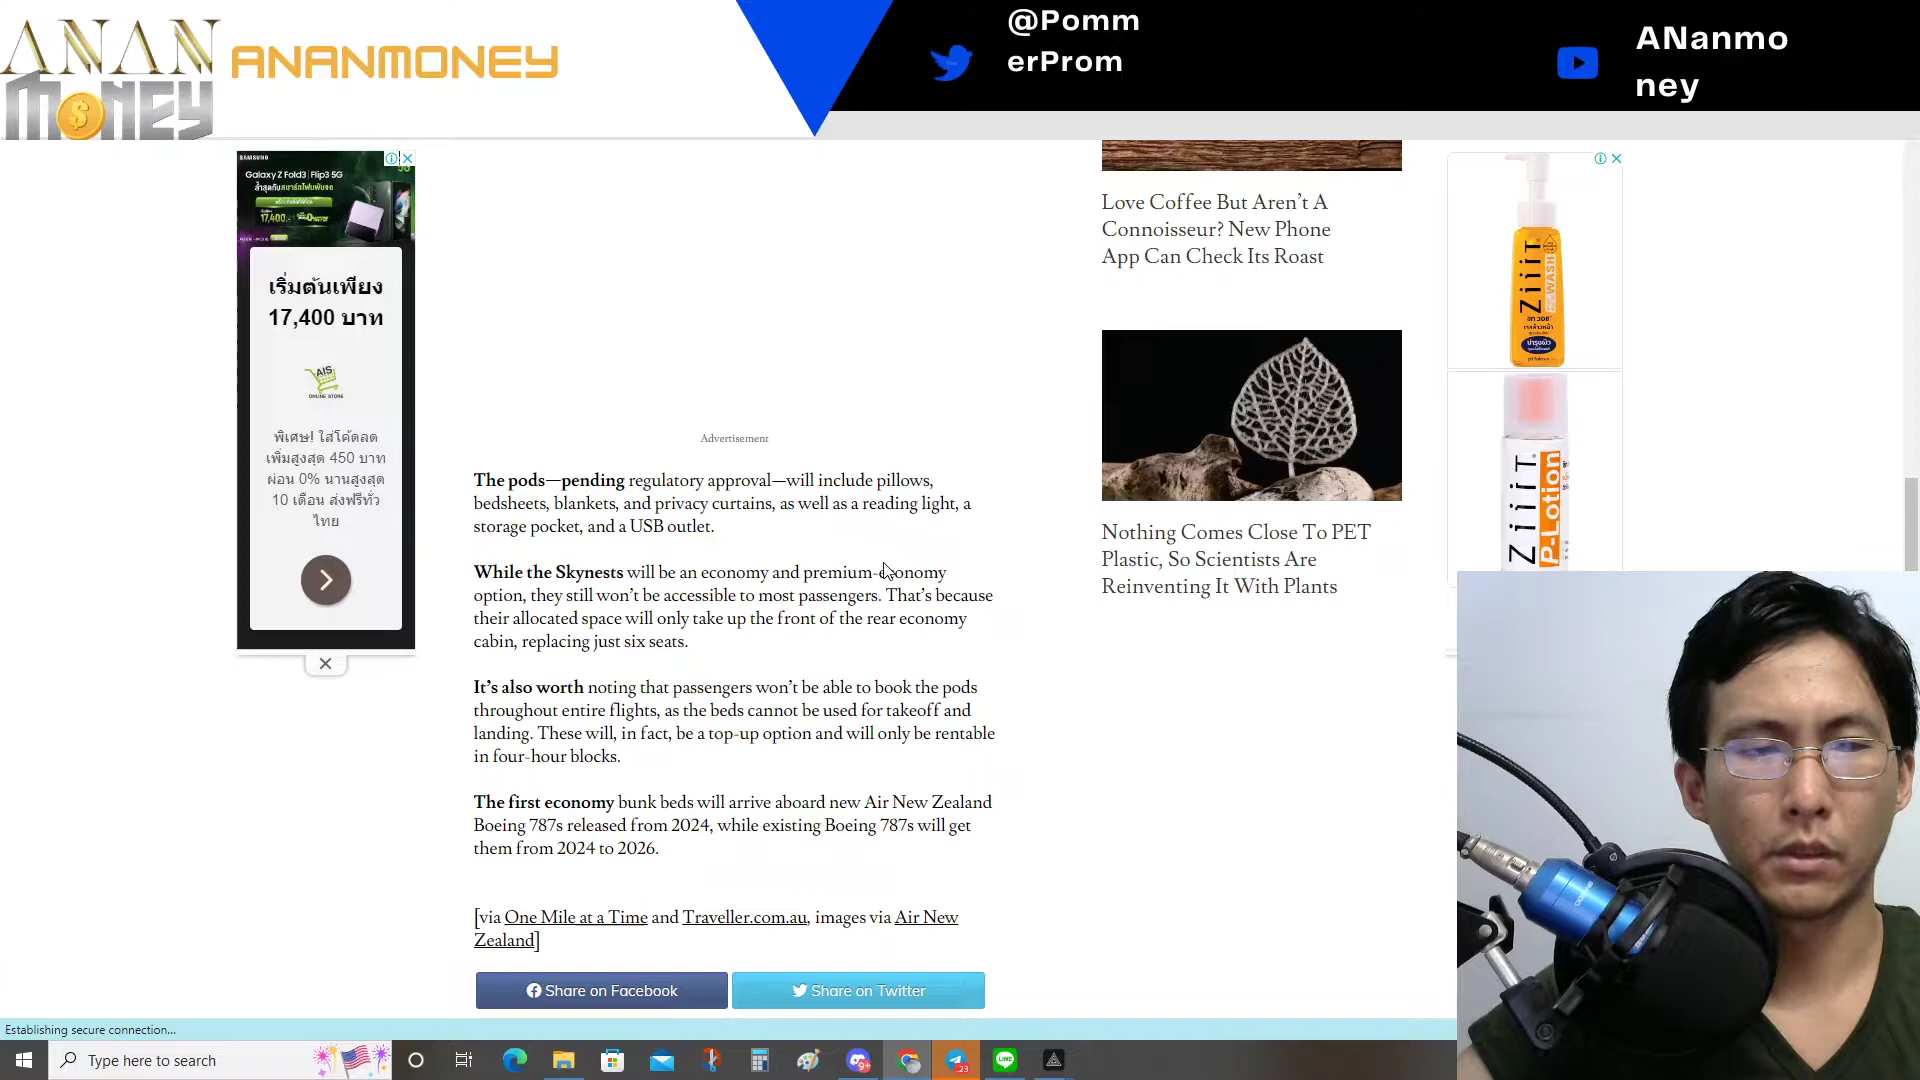 ANAN
MONEY
ANANMONEY
@Pomm
erProm
ANanmo
ney
SAMSUNG
Galaxy Z Fold3 | Flip3 5G
17,400.-
เริ่มต้นเพียง
17,400 บาท
AIS
ONLINE STORE
พิเศษ! ใส่โค้ดลด
เพิ่มสูงสุด 450 บาท
ผ่อน 0% นานสูงสุด
10 เดือน ส่งฟรีทั่ว
ไทย
Advertisement
The pods—pending regulatory approval—will include pillows,
bedsheets, blankets, and privacy curtains, as well as a reading light, a
storage pocket, and a USB outlet.
While the Skynests will be an economy and premium-economy
option, they still won’t be accessible to most passengers. That’s because
their allocated space will only take up the front of the rear economy
cabin, replacing just six seats.
It’s also worth noting that passengers won’t be able to book the pods
throughout entire flights, as the beds cannot be used for takeoff and
landing. These will, in fact, be a top-up option and will only be rentable
in four-hour blocks.
The first economy bunk beds will arrive aboard new Air New Zealand
Boeing 787s released from 2024, while existing Boeing 787s will get
them from 2024 to 2026.
[via One Mile at a Time and Traveller.com.au, images via Air New
Zealand]
Share on Facebook
Share on Twitter
Love Coffee But Aren’t A
Connoisseur? New Phone
App Can Check Its Roast
Nothing Comes Close To PET
Plastic, So Scientists Are
Reinventing It With Plants
ZiiiT
WASH
ZiiiT
P-Lotion
Establishing secure connection...
Type here to search
9+
23
LINE